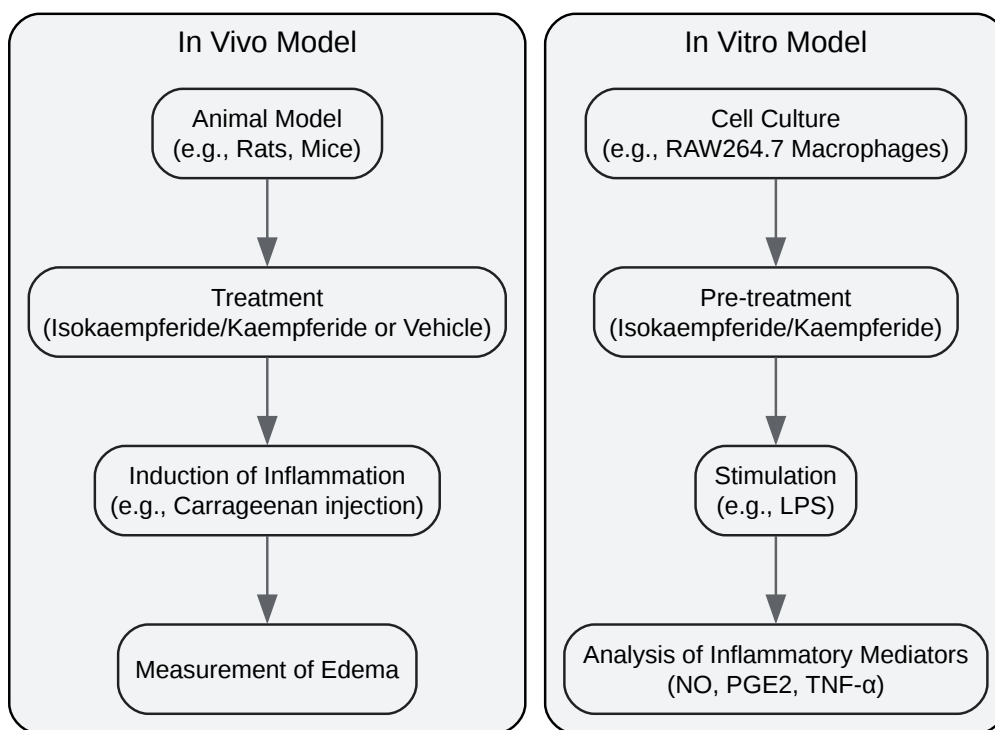 In Vivo Model
Animal Model
(e.g., Rats, Mice)
Treatment
(Isokaempferide/Kaempferide or Vehicle)
Induction of Inflammation
(e.g., Carrageenan injection)
Measurement of Edema
In Vitro Model
Cell Culture
(e.g., RAW264.7 Macrophages)
Pre-treatment
(Isokaempferide/Kaempferide)
Stimulation
(e.g., LPS)
Analysis of Inflammatory Mediators
(NO, PGE2, TNF-α)